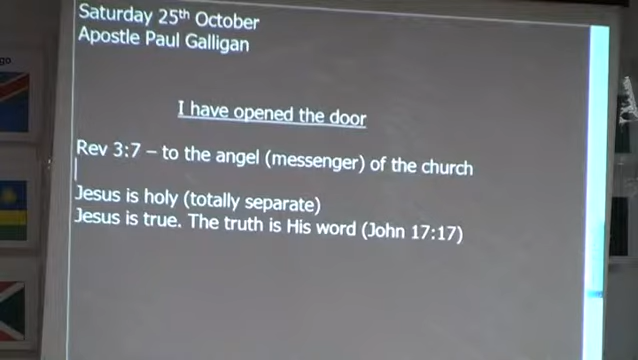 Saturday 25th October
Apostle Paul Galligan
go
I have opened the door
Rev 3:7 – to the angel (messenger) of the church
Jesus is holy (totally separate)
Jesus is true. The truth is His word (John 17:17)